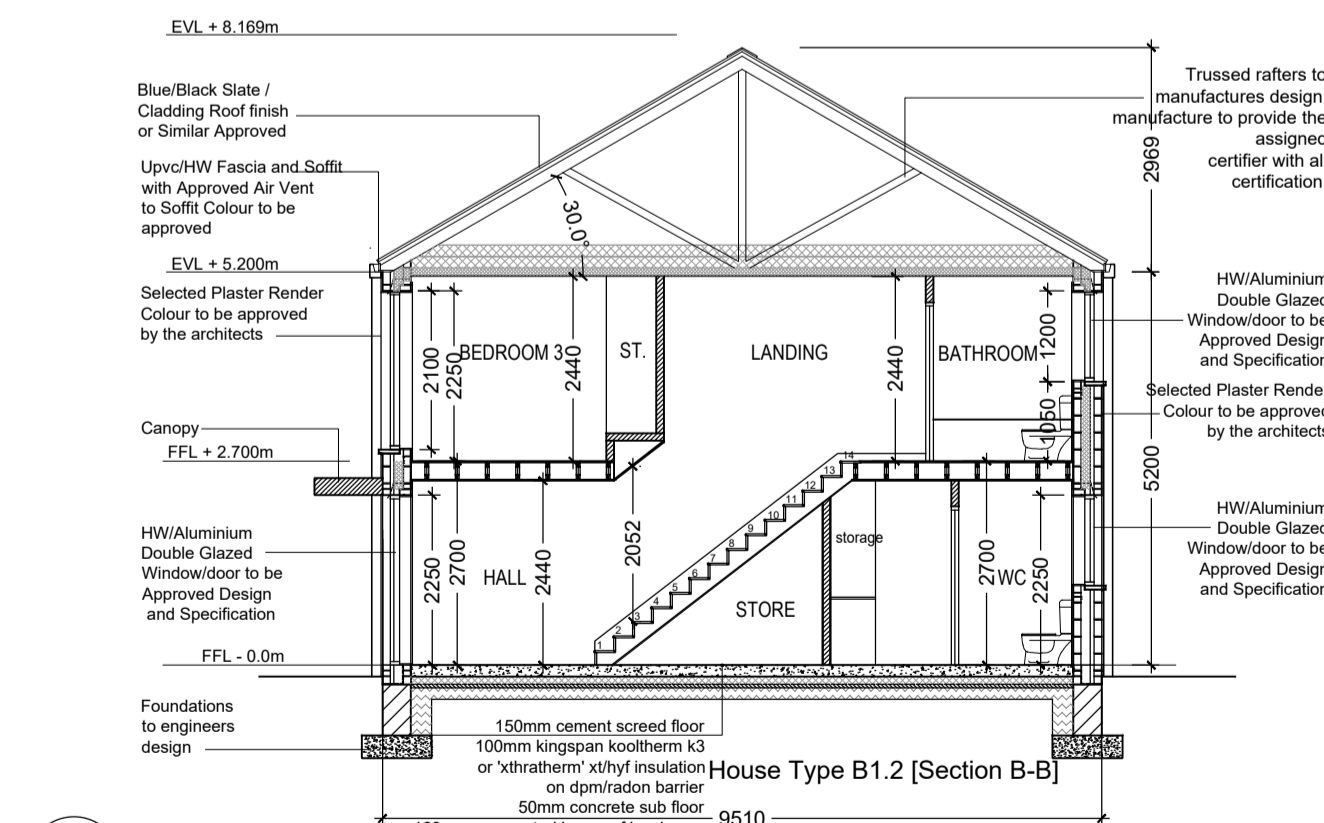 EVL + 8.169m
Blue/Black Slate /
Cladding Roof finish
or Similar Approved
Upvc/HW Fascia and Soffit
with Approved Air Vent
to Soffit Colour to be
approved
EVL + 5.200m
Selected Plaster Render
Colour to be approved
by the architects
Canopy
FFL + 2.700m
HW/Aluminium
Double Glazed
Window/door to be
Approved Design
and Specification
FFL - 0.0m
Foundations
to engineers
design
30.0°
2100
2250
BEDROOM 3
2440
ST.
LANDING
2440
BATHROOM
1200
1050
2250
2700
HALL
2440
2052
1
2
3
4
5
6
7
8
9
10
11
12
13
14
STORE
storage
2700
WC
2250
2969
5200
Trussed rafters to
manufactures design
manufacture to provide the
assigned
certifier with al
certification
HW/Aluminium
Double Glazed
Window/door to be
Approved Design
and Specification
Selected Plaster Rende
Colour to be approved
by the architects
HW/Aluminium
Double Glazed
Window/door to be
Approved Design
and Specification
150mm cement screed floor
100mm kingspan kooltherm k3
or 'xthratherm' xt/hyf insulation
on dpm/radon barrier
50mm concrete sub floor
House Type B1.2 [Section B-B]
9510